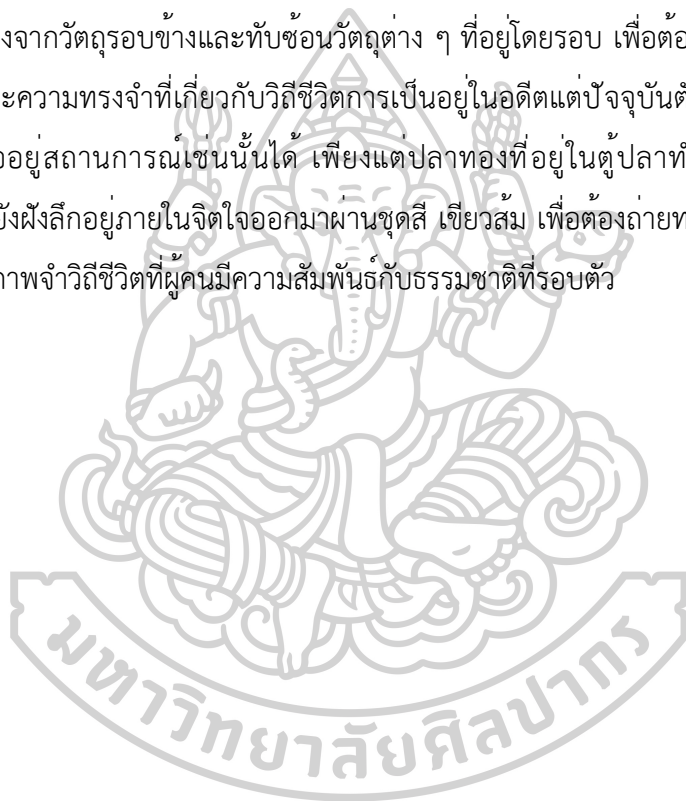 งจากวัตถุรอบข้างและทับซ้อนวัตถุต่าง ๆ ที่อยู่โดยรอบ เพื่อต้อ
ะความทรงจำที่เกี่ยวกับวิถีชีวิตการเป็นอยู่ในอดีตแต่ปัจจุบันตั
ออยู่สถานการณ์เช่นนั้นได้ เพียงแต่ปลาทองที่อยู่ในตู้ปลาทำ
ยังฝังลึกอยู่ภายในจิตใจออกมาผ่านชุดสี เขียวส้ม เพื่อต้องถ่ายท
ภาพจำวิถีชีวิตที่ผู้คนมีความสัมพันธ์กับธรรมชาติที่รอบตัว
มหาวิทยาลัยศิลปากร